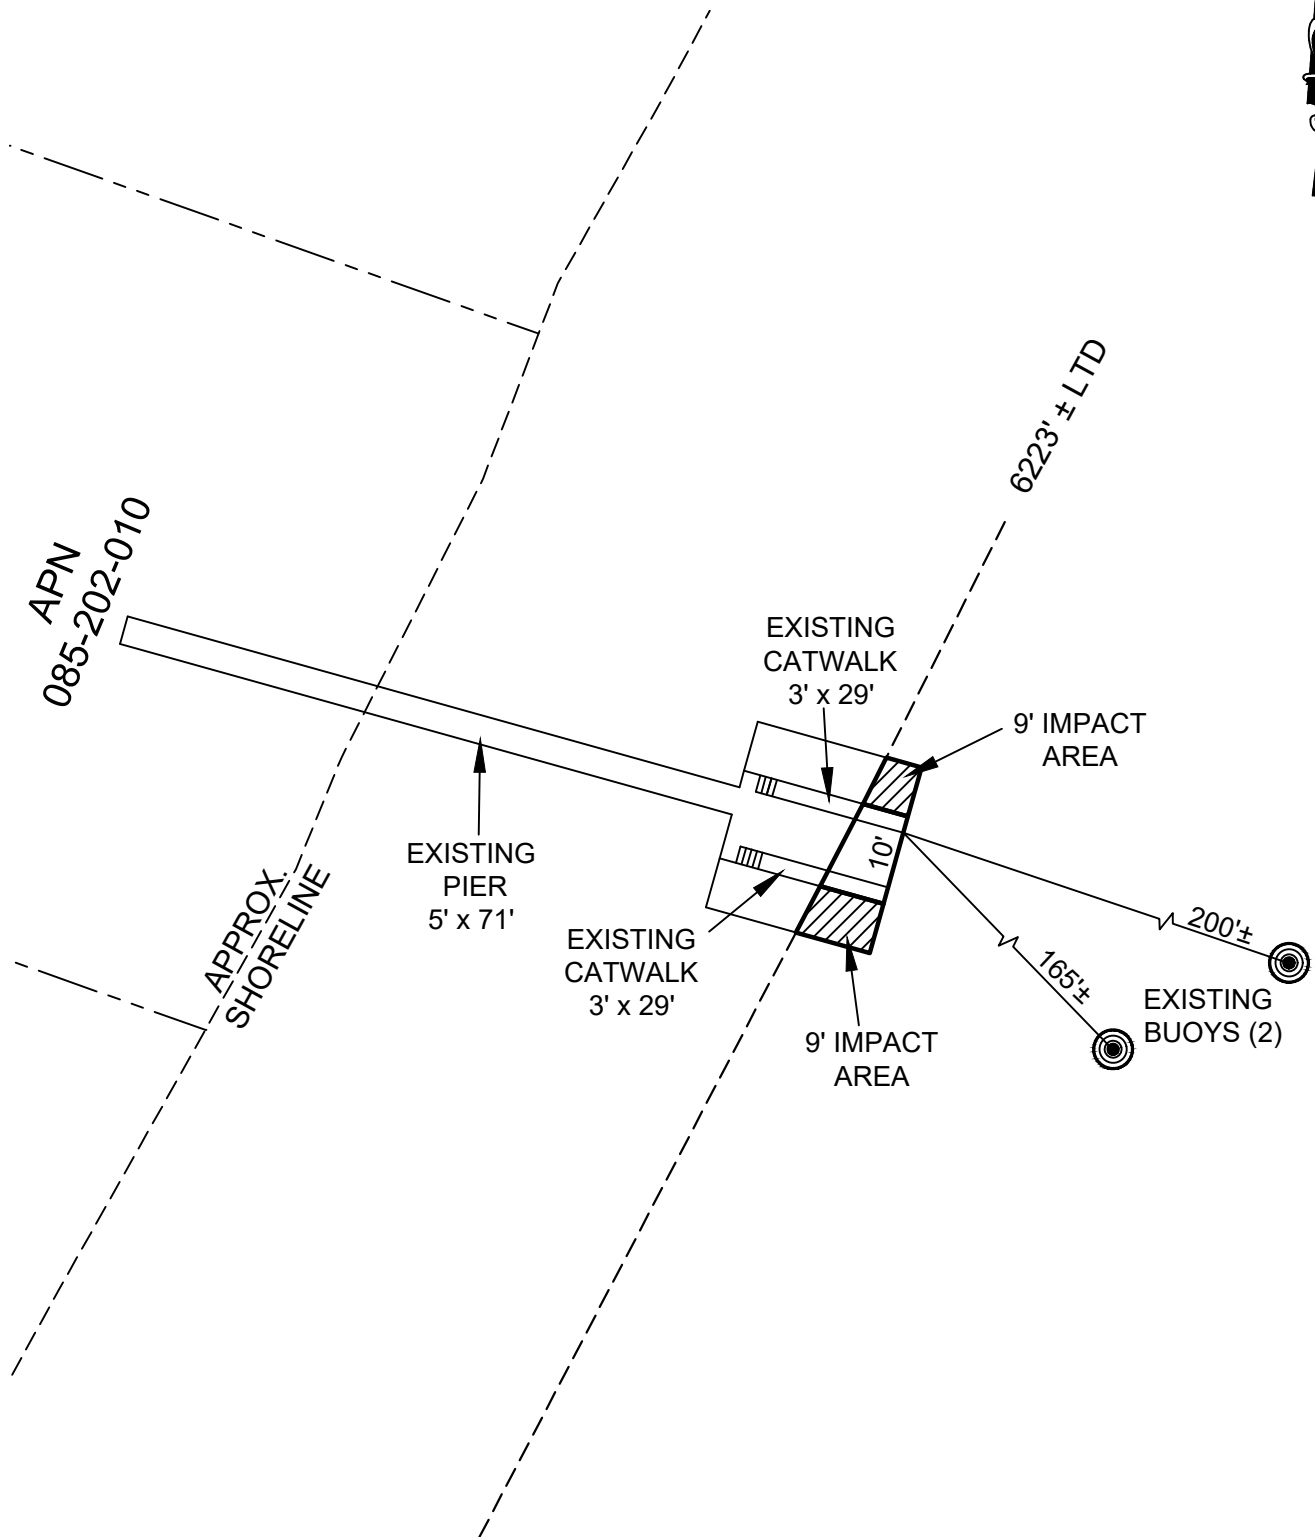 6223' ± LTD
APN
085-202-010
EXISTING
CATWALK
3' x 29'
9' IMPACT
AREA
10'
EXISTING
PIER
5' x 71'
APPROX.
SHORELINE
EXISTING
CATWALK
3' x 29'
200'±
165'±
EXISTING
BUOYS (2)
9' IMPACT
AREA